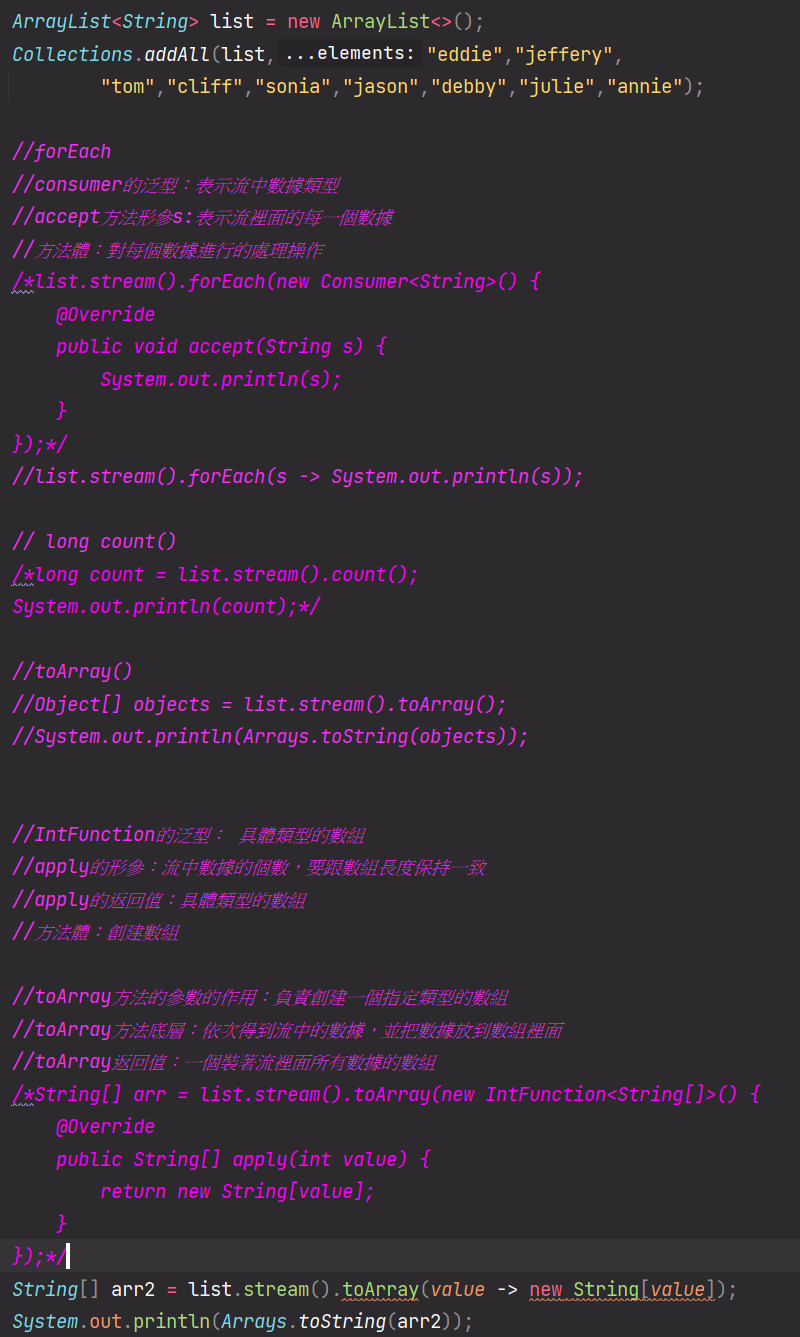 ArrayList<String> list = new ArrayList<>();
Collections.addAll(list, ...elements: "eddie","jeffery",
"tom","cliff","sonia","jason","debby","julie","annie");
//forEach
//consumer的泛型：表示流中數據類型
//accept方法形參s:表示流裡面的每一個數據
//方法體：對每個數據進行的處理操作
/*list.stream().forEach(new Consumer<String>() {
@Override
public void accept(String s) {
System.out.println(s);
}
});*/
//list.stream().forEach(s -> System.out.println(s));
// long count()
/*long count = list.stream().count();
System.out.println(count);*/
//toArray()
//Object[] objects = list.stream().toArray();
//System.out.println(Arrays.toString(objects));
//IntFunction的泛型： 具體類型的數組
//apply的形參：流中數據的個數，要跟數組長度保持一致
//apply的返回值：具體類型的數組
//方法體：創建數組
//toArray方法的參數的作用：負責創建一個指定類型的數組
//toArray方法底層：依次得到流中的數據，並把數據放到數組裡面
//toArray返回值：一個裝著流裡面所有數據的數組
/*String[] arr = list.stream().toArray(new IntFunction<String[]>() {
@Override
public String[] apply(int value) {
return new String[value];
}
});*/
String[] arr2 = list.stream().toArray(value -> new String[value]);
System.out.println(Arrays.toString(arr2));